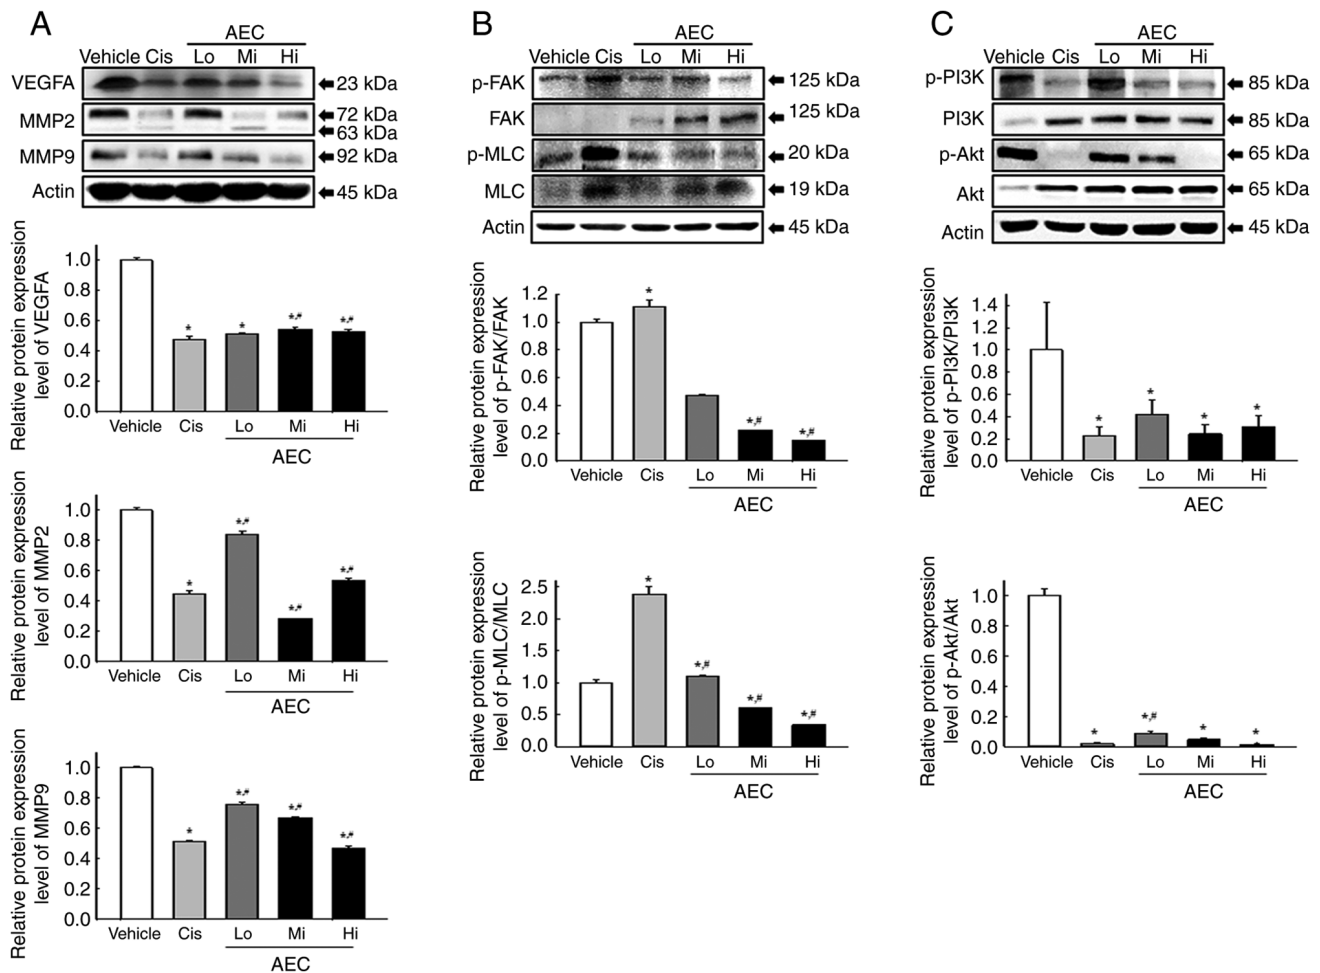 A
AEC
Vehicle Cis Lo Mi Hi
VEGFA 23 kDa
MMP2 72 kDa
63 kDa
MMP9 92 kDa
Actin 45 kDa
Relative protein expression
level of VEGFA
1.0
0.8
0.6
0.4
0.2
0.0
* * *,# *,#
Vehicle Cis Lo Mi Hi
AEC
Relative protein expression
level of MMP2
1.0
0.8
0.6
0.4
0.2
0.0
* *,# *,# *,#
Vehicle Cis Lo Mi Hi
AEC
Relative protein expression
level of MMP9
1.0
0.8
0.6
0.4
0.2
0.0
* *,# *,# *,#
Vehicle Cis Lo Mi Hi
AEC
B
AEC
Vehicle Cis Lo Mi Hi
p-FAK 125 kDa
FAK 125 kDa
p-MLC 20 kDa
MLC 19 kDa
Actin 45 kDa
Relative protein expression
level of p-FAK/FAK
1.2
1.0
0.8
0.6
0.4
0.2
0.0
* *,# *,#
Vehicle Cis Lo Mi Hi
AEC
Relative protein expression
level of p-MLC/MLC
2.5
2.0
1.5
1.0
0.5
0.0
* *,# *,# *,#
Vehicle Cis Lo Mi Hi
AEC
C
AEC
Vehicle Cis Lo Mi Hi
p-PI3K 85 kDa
PI3K 85 kDa
p-Akt 65 kDa
Akt 65 kDa
Actin 45 kDa
Relative protein expression
level of p-PI3K/PI3K
1.4
1.2
1.0
0.8
0.6
0.4
0.2
0.0
* * * *
Vehicle Cis Lo Mi Hi
AEC
Relative protein expression
level of p-Akt/Akt
1.0
0.8
0.6
0.4
0.2
0.0
* *,# * *
Vehicle Cis Lo Mi Hi
AEC